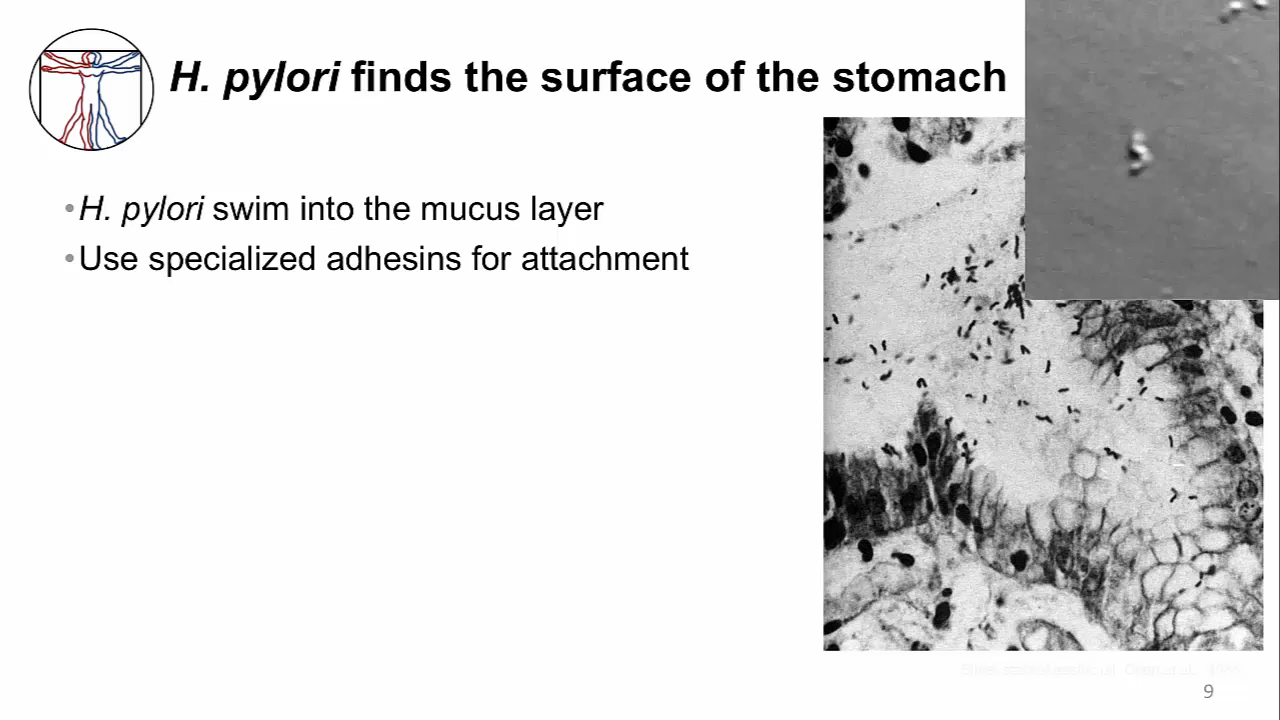 H. pylori finds the surface of the stomach
•H. pylori swim into the mucus layer
•Use specialized adhesins for attachment
9